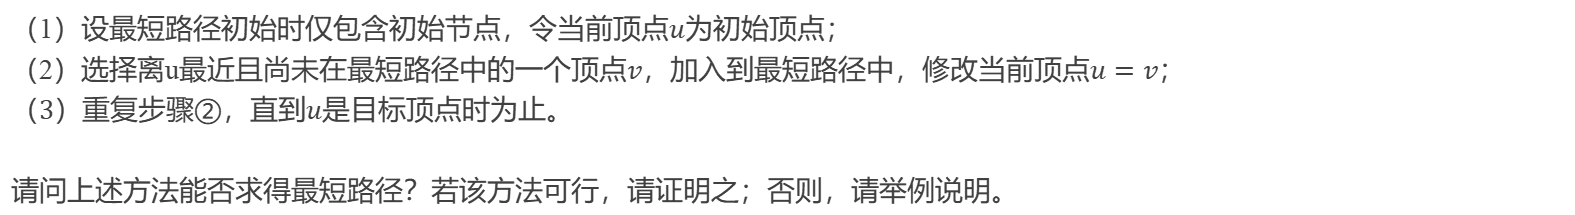 （1）设最短路径初始时仅包含初始节点，令当前顶点u为初始顶点；
（2）选择离u最近且尚未在最短路径中的一个顶点v，加入到最短路径中，修改当前顶点u = v；
（3）重复步骤②，直到u是目标顶点时为止。
请问上述方法能否求得最短路径？若该方法可行，请证明之；否则，请举例说明。